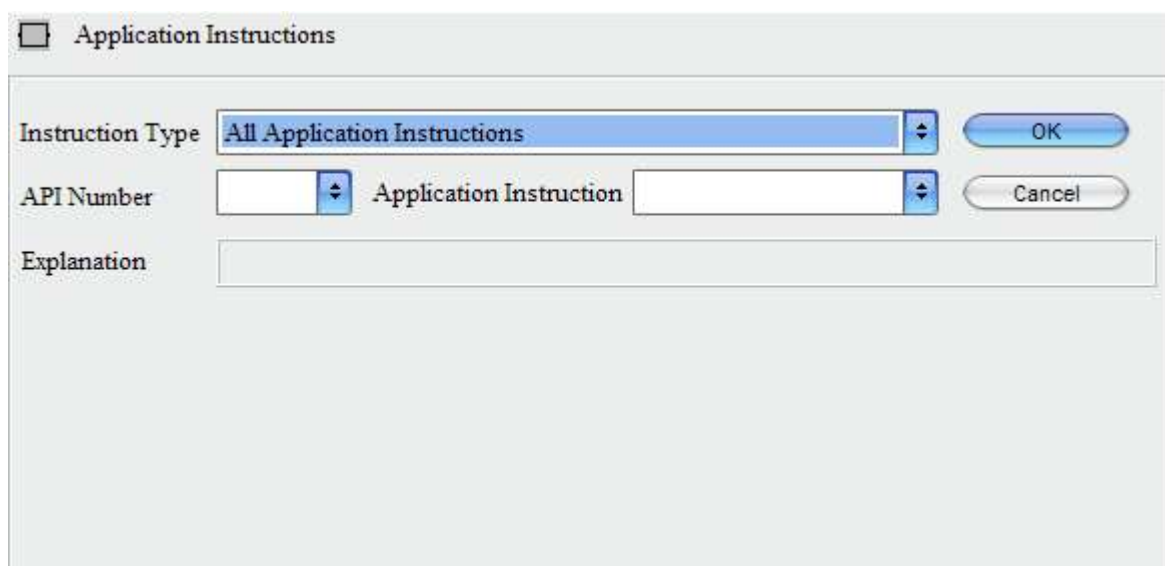 Application Instructions
Instruction Type All Application Instructions OK
API Number Application Instruction Cancel
Explanation